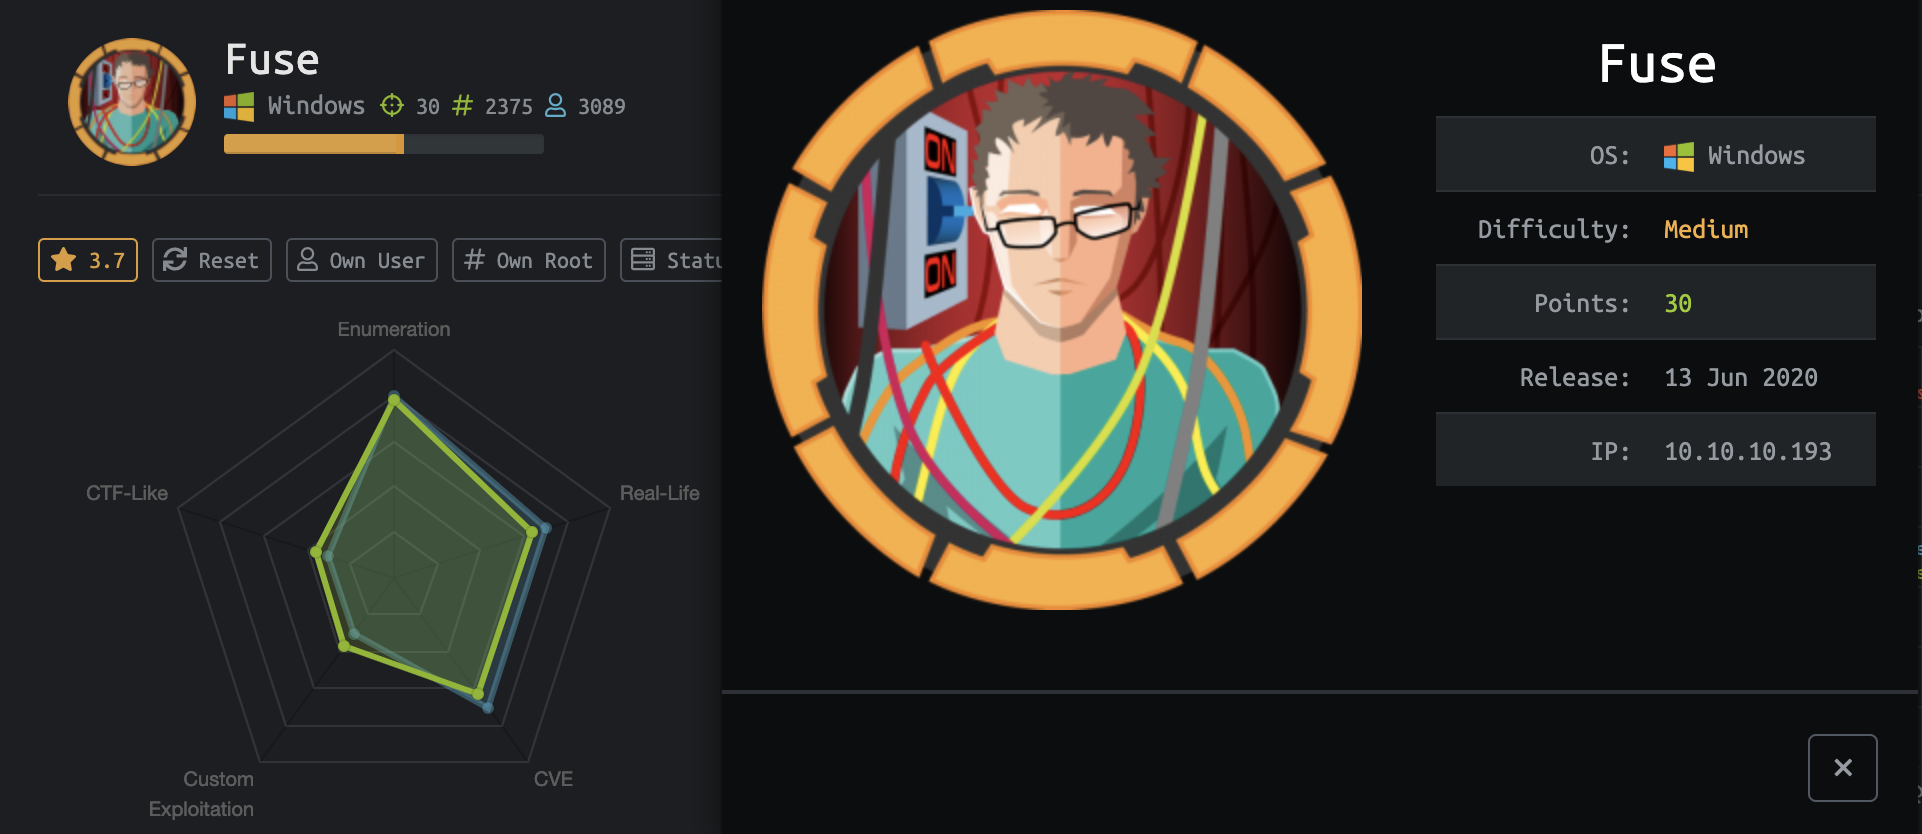 Fuse
Windows 30 # 2375 3089
3.7 Reset Own User # Own Root
Enumeration
CTF-Like
Real-Life
Custom
Exploitation
CVE
ON
ON
Fuse
OS: Windows
Difficulty: Medium
Points: 30
Release: 13 Jun 2020
IP: 10.10.10.193